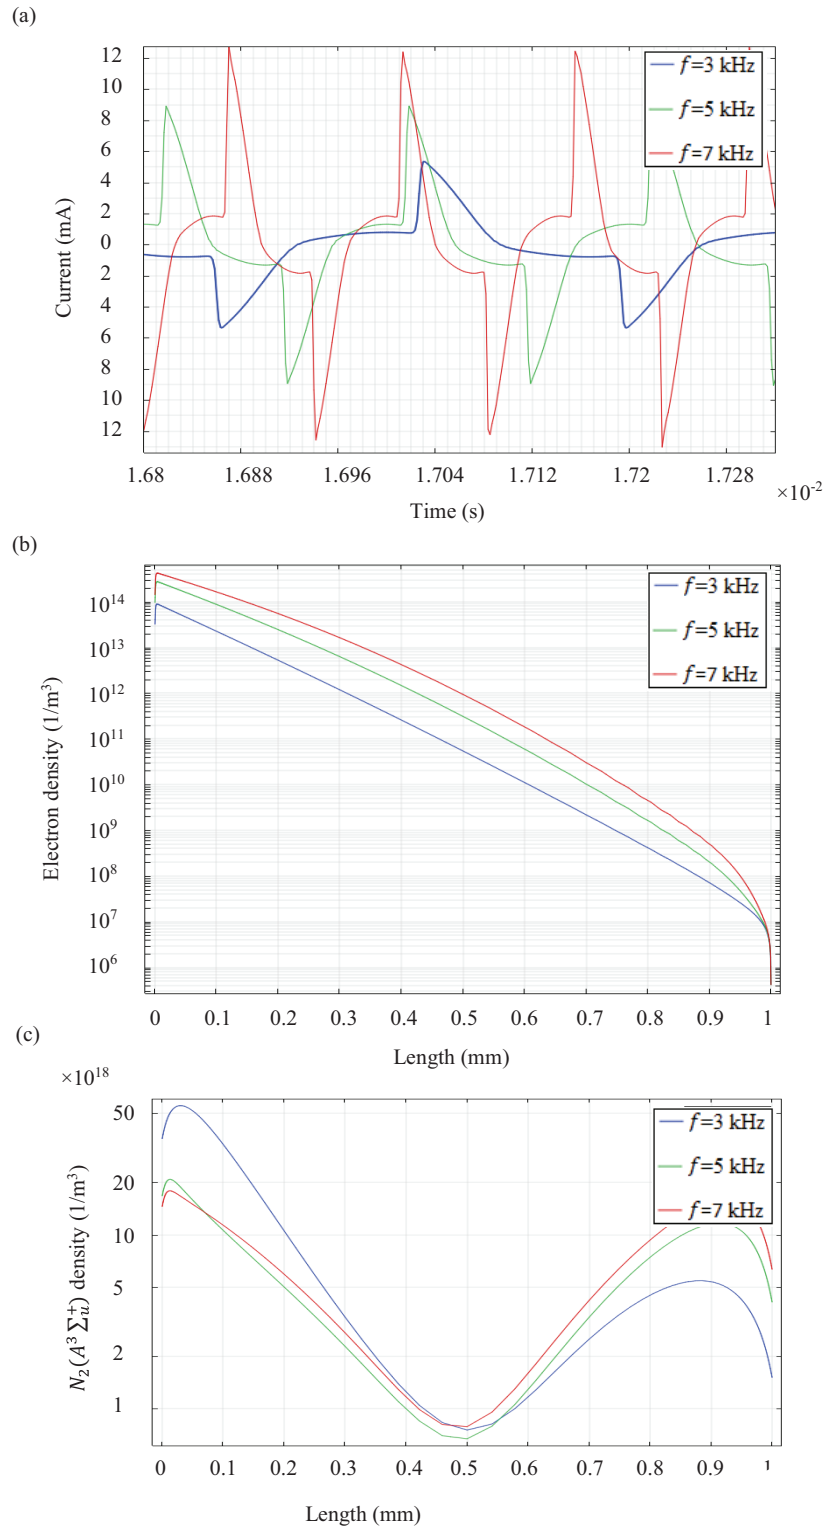 (a)
12
10
8
6
4
2
0
2
4
6
8
10
12
Current (mA)
f=3 kHz
f=5 kHz
f=7 kHz
1.68 1.688 1.696 1.704 1.712 1.72 1.728
×10-2
Time (s)
(b)
10¹⁴
10¹³
10¹²
10¹¹
10¹⁰
10⁹
10⁸
10⁷
10⁶
Electron density (1/m³)
f=3 kHz
f=5 kHz
f=7 kHz
0 0.1 0.2 0.3 0.4 0.5 0.6 0.7 0.8 0.9 1
Length (mm)
(c)
×10¹⁸
50
20
10
5
2
1
N₂(A³ Σᵤ⁺) density (1/m³)
f=3 kHz
f=5 kHz
f=7 kHz
0 0.1 0.2 0.3 0.4 0.5 0.6 0.7 0.8 0.9 1
Length (mm)